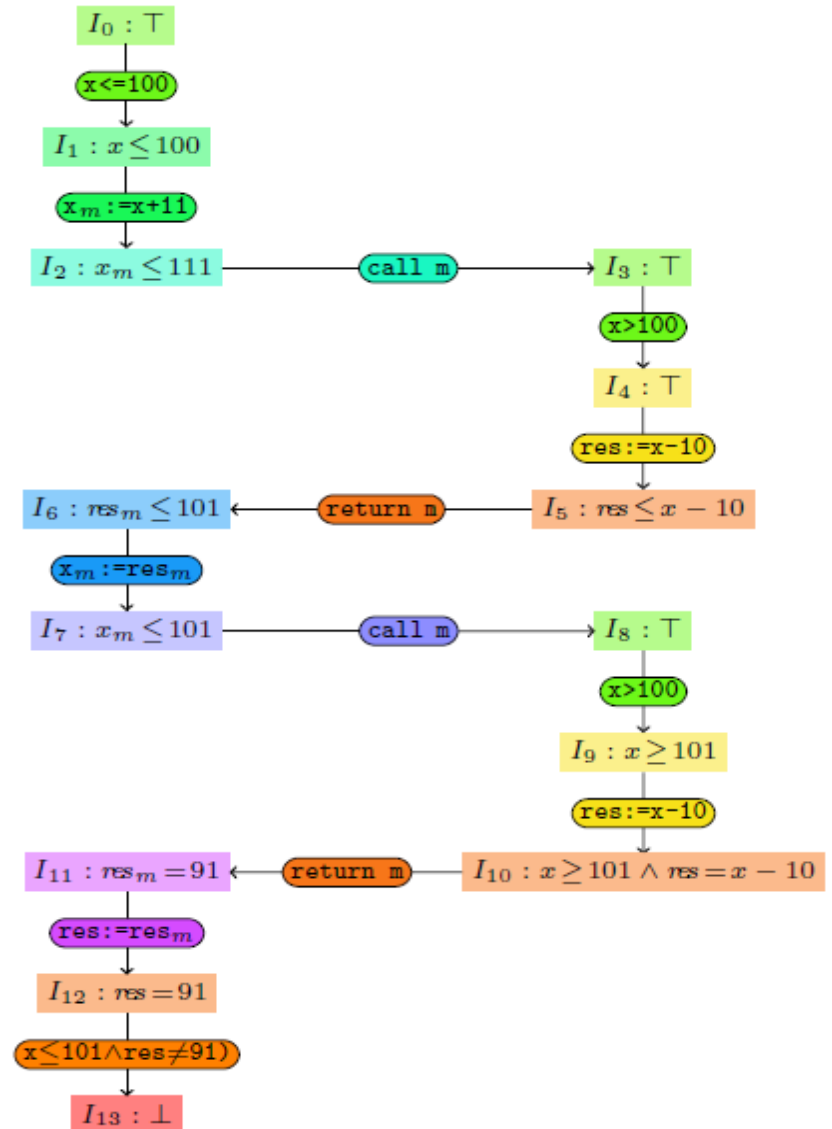 I₀ : ⊤
x<=100
I₁ : x ≤ 100
xₘ:=x+11
I₂ : xₘ ≤ 111 call m I₃ : ⊤
x>100
I₄ : ⊤
res:=x-10
I₆ : resₘ ≤ 101 return m I₅ : res ≤ x − 10
xₘ:=resₘ
I₇ : xₘ ≤ 101 call m I₈ : ⊤
x>100
I₉ : x ≥ 101
res:=x-10
I₁₁ : resₘ = 91 return m I₁₀ : x ≥ 101 ∧ res = x − 10
res:=resₘ
I₁₂ : res = 91
x≤101∧res≠91)
I₁₃ : ⊥